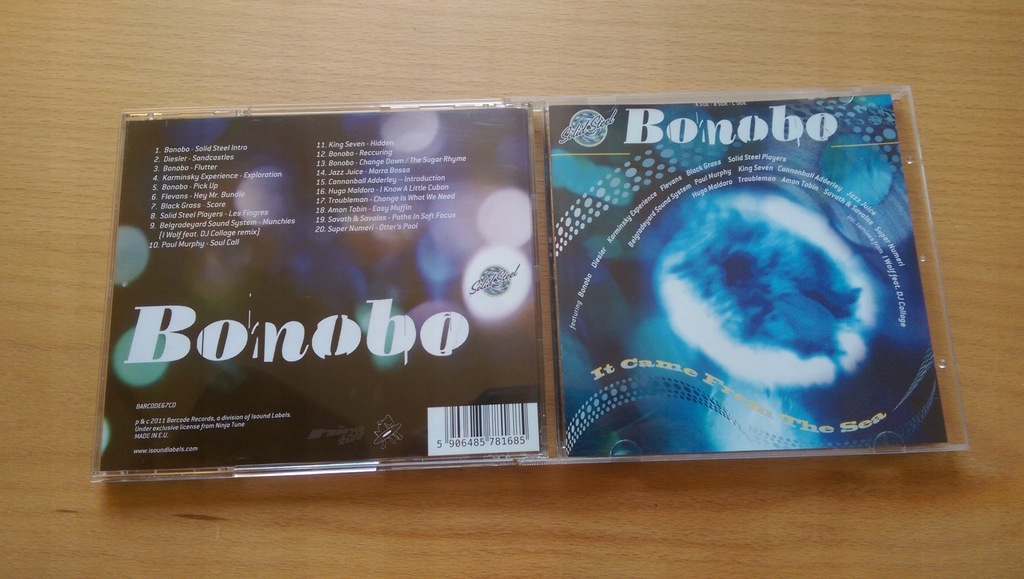 1. Bonobo - Solid Steel Intro
2. Diesler - Sandcastles
3. Bonobo - Flutter
4. Karminsky Experience - Exploration
5. Bonobo - Pick Up
6. Flevans - Hey Mr. Bundle
7. Black Grass - Score
8. Solid Steel Players - Les Fingres
9. Belgradeyard Sound System - Munchies
[I Wolf feat. DJ Collage remix]
10. Paul Murphy - Soul Call
11. King Seven - Hidden
12. Bonobo - Reccuring
13. Bonobo - Change Down / The Sugar Rhyme
14. Jazz Juice - Marra Bossa
15. Cannonball Adderley - Introduction
16. Hugo Maldoro - I Know A Little Cuban
17. Troubleman - Change Is What We Need
18. Amon Tobin - Easy Muffin
19. Savath & Savalas - Paths In Soft Focus
20. Super Numeri - Otter's Pool
Solid Steel
Bonobo
BARCODE67CD
p & c 2011 Barcode Records, a division of Isound Labels.
Under exclusive license from Ninja Tune
MADE IN E.U.
www.isoundlabels.com
5 906485 781685
Solid Steel
Bonobo
featuring Bonobo Diesler Karminsky Experience Flevans Black Grass Solid Steel Players
Belgradeyard Sound System Paul Murphy King Seven Cannonball Adderley Jazz Juice
Hugo Maldoro Troubleman Amon Tobin Savath & Savalas Super Numeri
inc. remixes from I Wolf feat. DJ Collage
It Came From The Sea